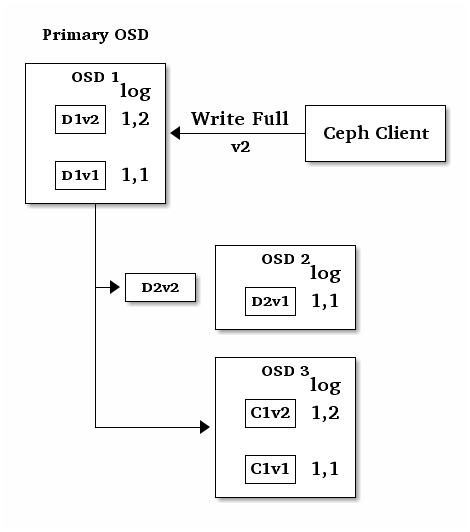 Primary OSD
OSD 1
log
D1v2 1,2
D1v1 1,1
Write Full
v2
Ceph Client
D2v2
OSD 2
log
D2v1 1,1
OSD 3
log
C1v2 1,2
C1v1 1,1